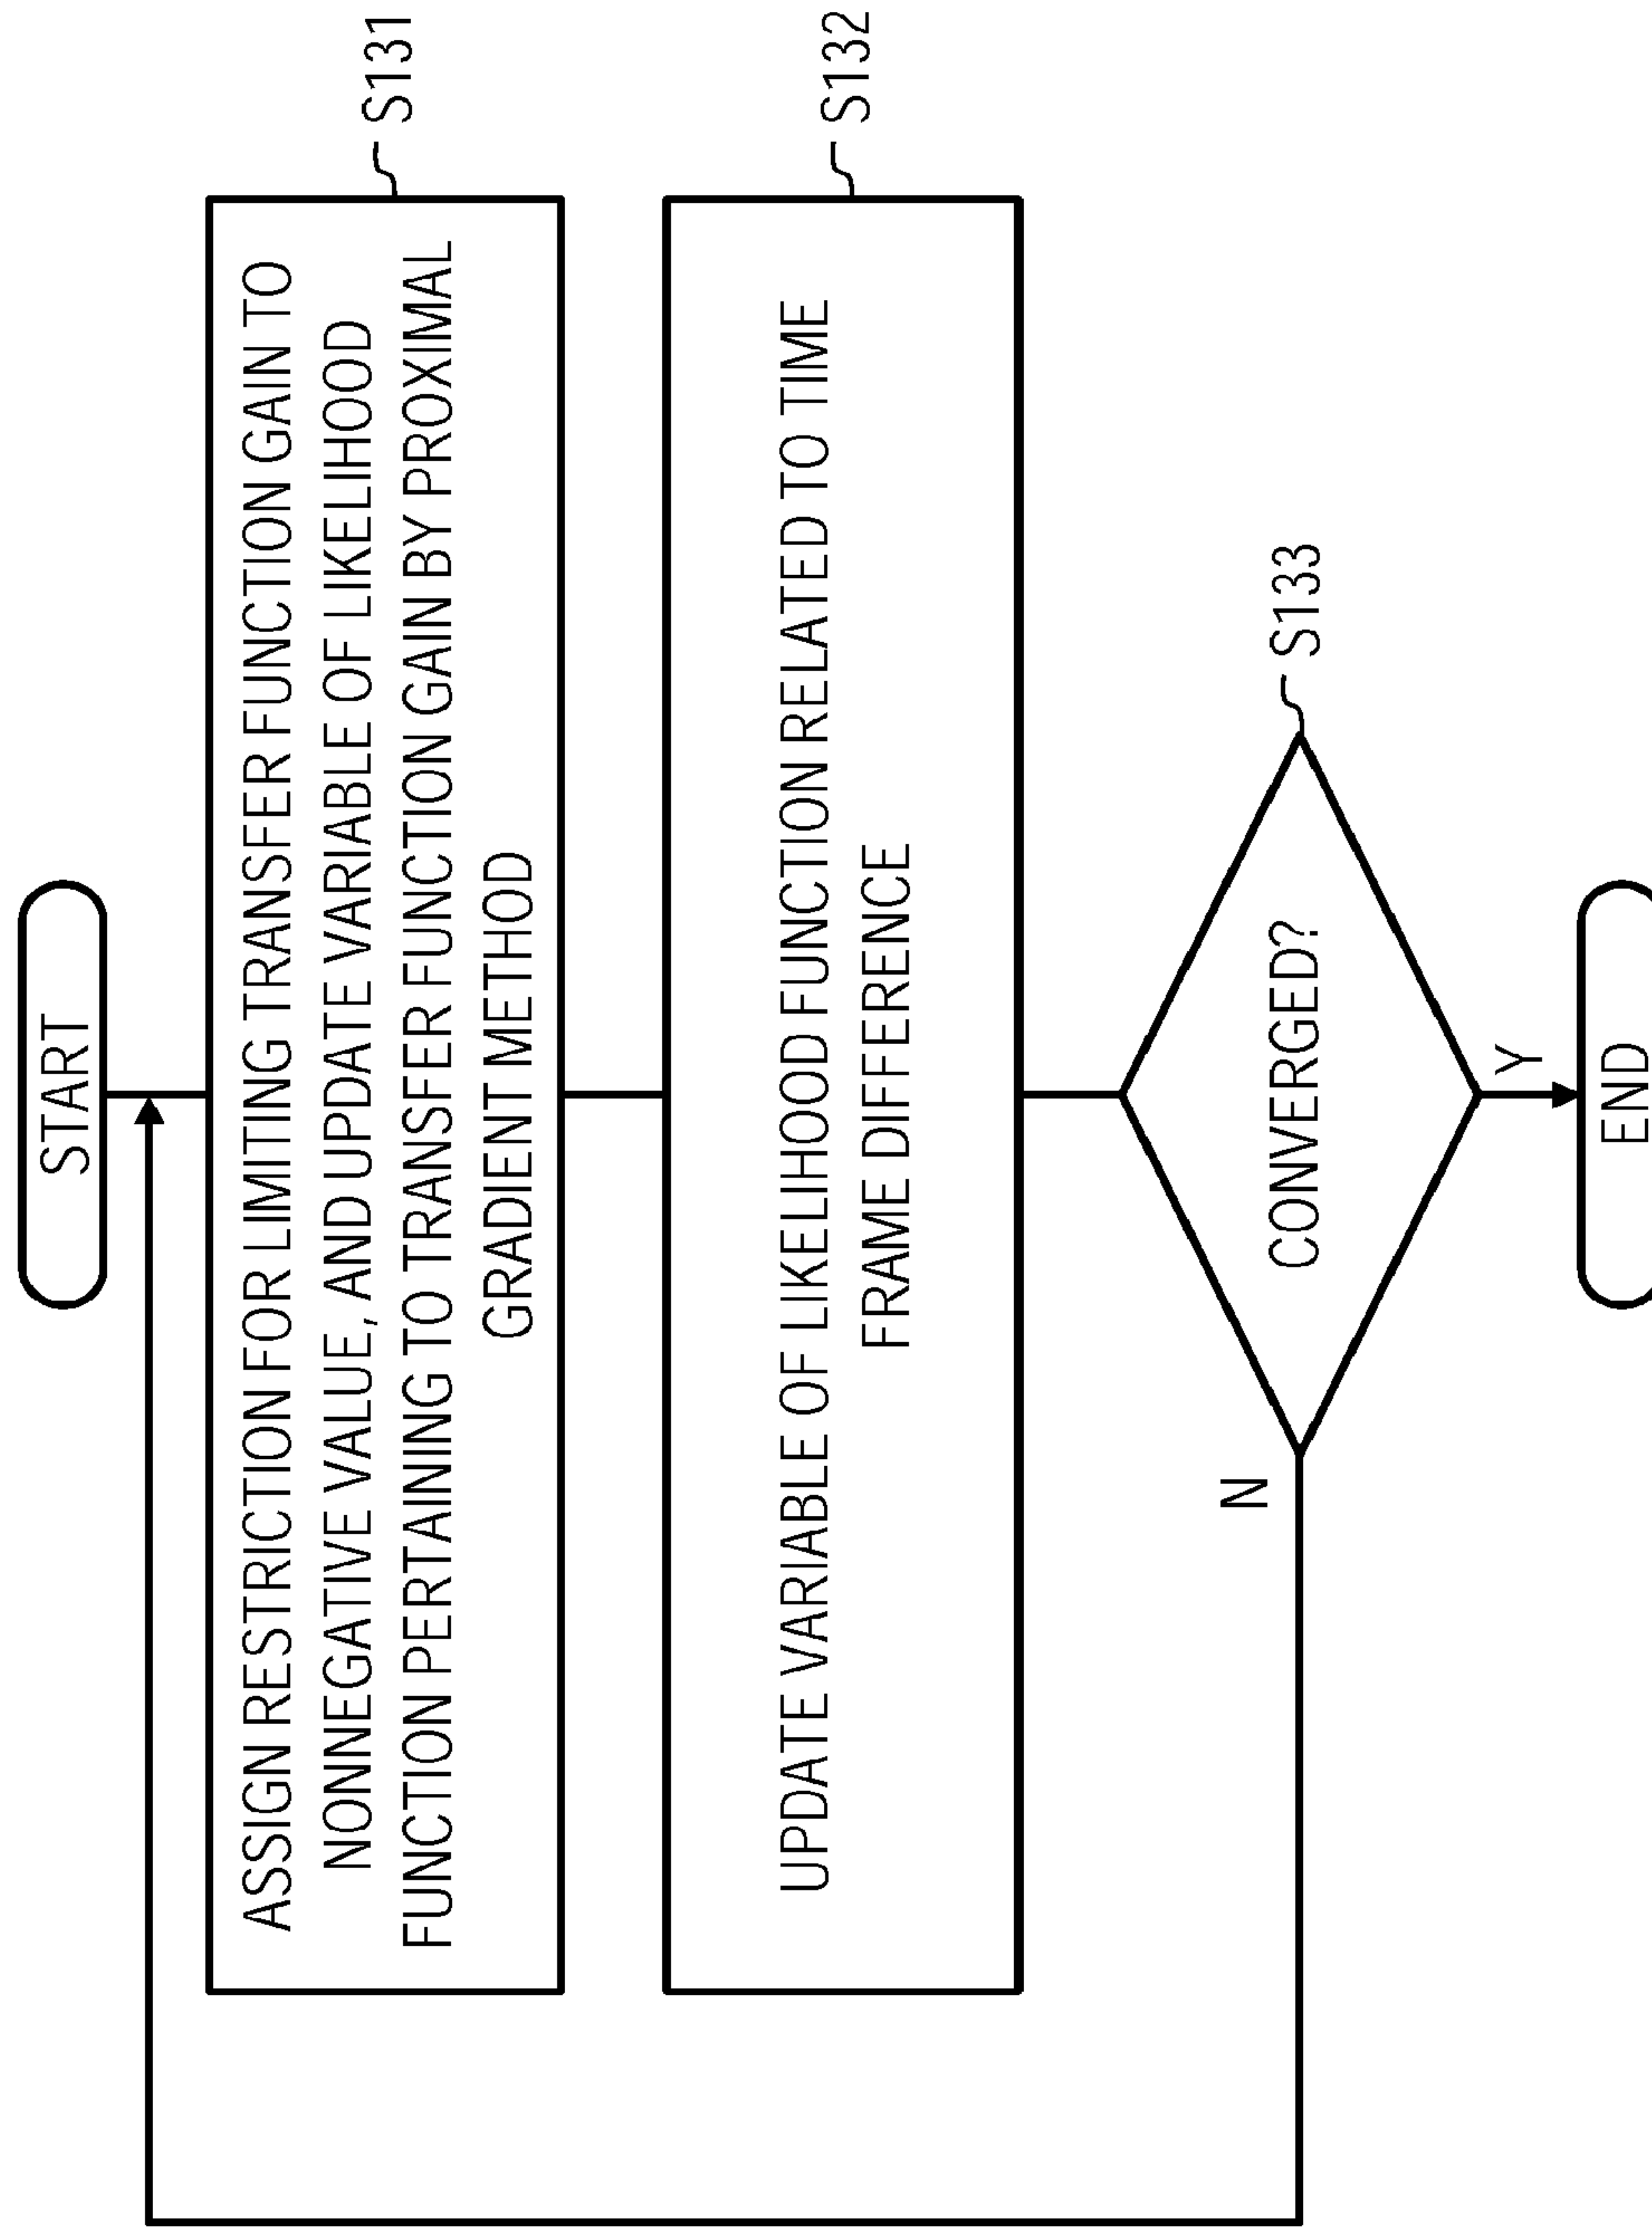 START
ASSIGN RESTRICTION FOR LIMITING TRANSFER FUNCTION GAIN TO
NONNEGATIVE VALUE, AND UPDATE VARIABLE OF LIKELIHOOD
FUNCTION PERTAINING TO TRANSFER FUNCTION GAIN BY PROXIMAL
GRADIENT METHOD
S131
UPDATE VARIABLE OF LIKELIHOOD FUNCTION RELATED TO TIME
FRAME DIFFERENCE
S132
CONVERGED?
S133
N
Y
END